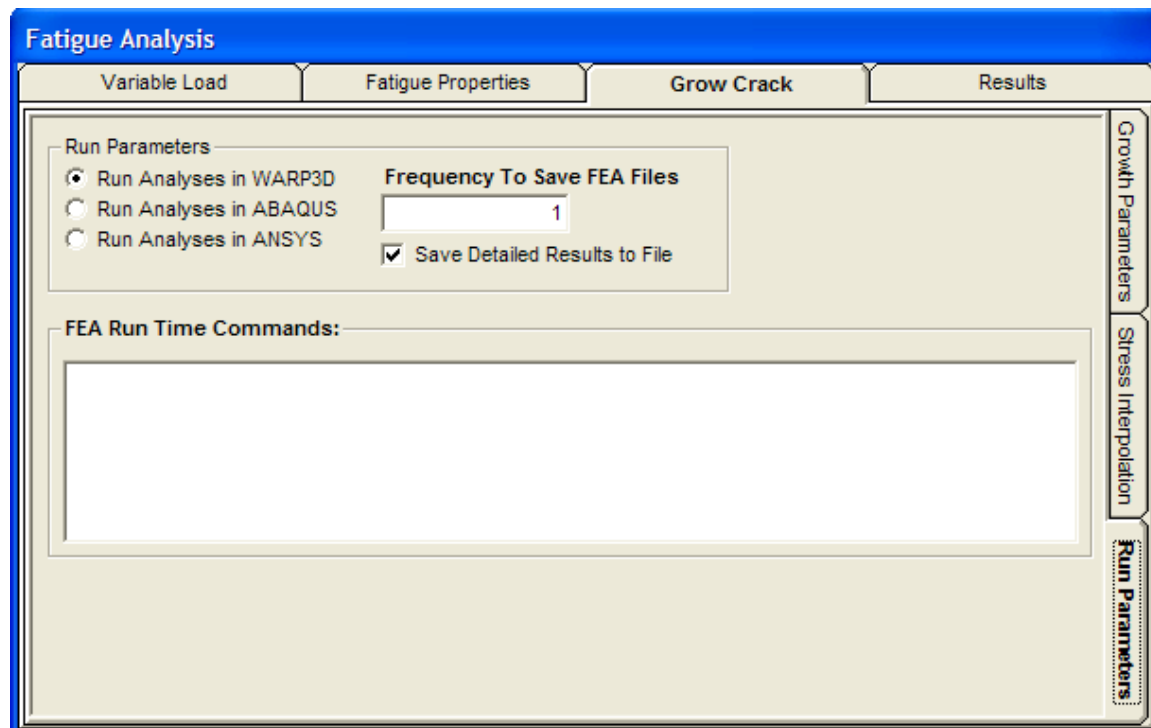 Fatigue Analysis
Variable Load
Fatigue Properties
Grow Crack
Results
Run Parameters
Run Analyses in WARP3D
Run Analyses in ABAQUS
Run Analyses in ANSYS
Frequency To Save FEA Files
1
Save Detailed Results to File
FEA Run Time Commands:
Growth Parameters
Stress Interpolation
Run Parameters